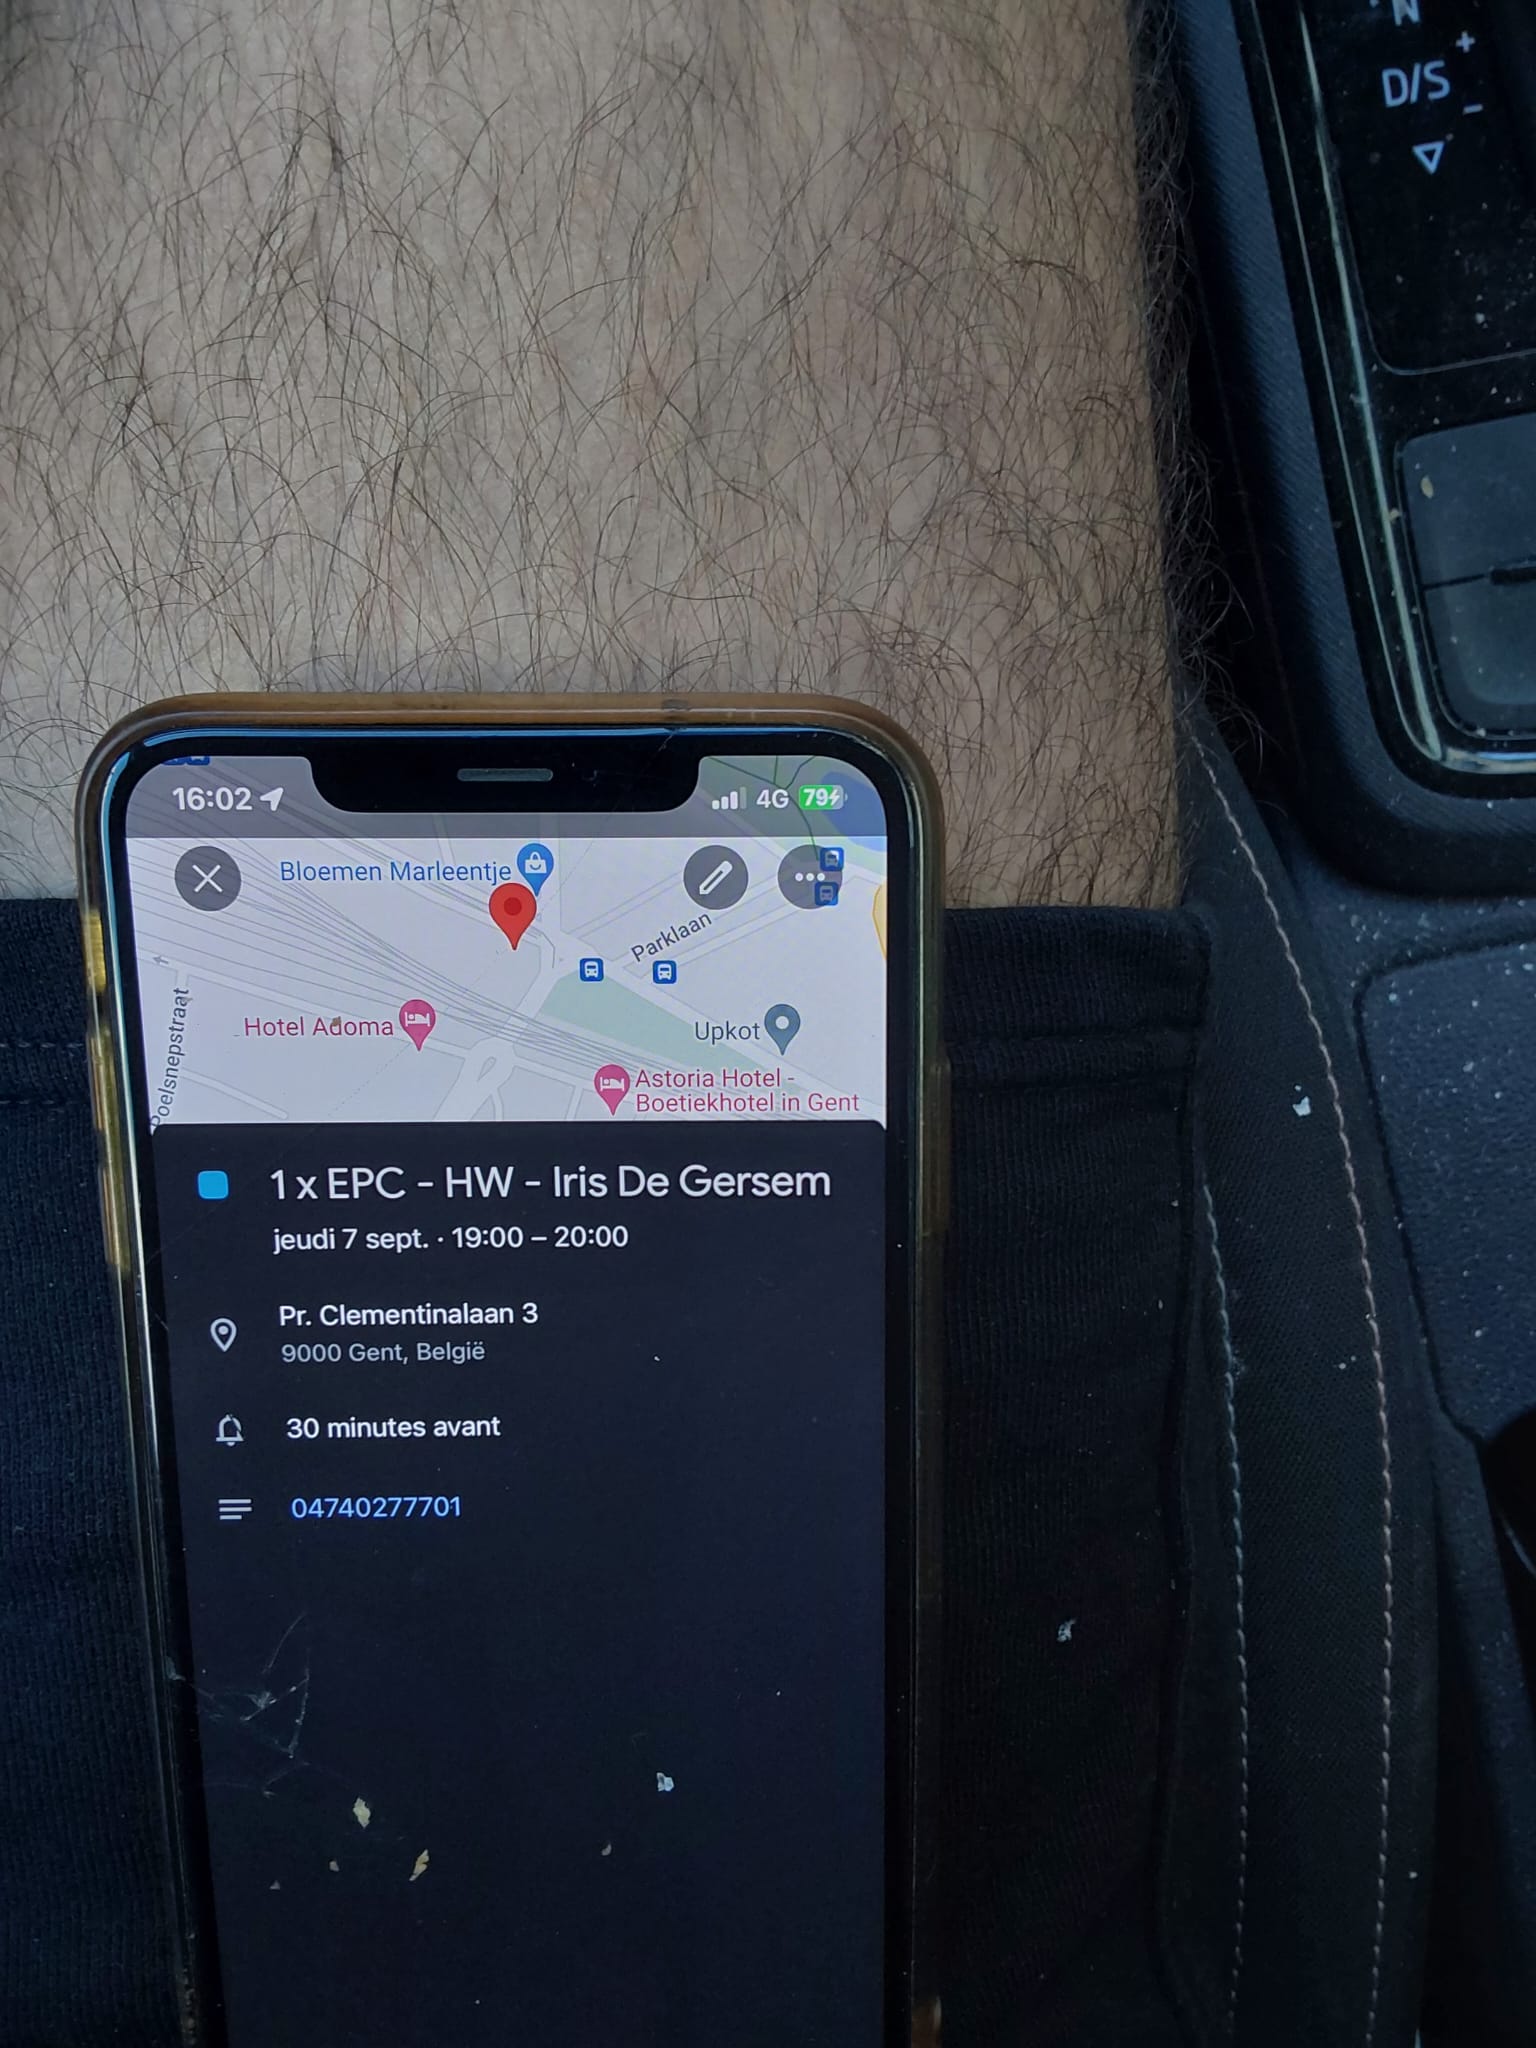 N
+
D/S
−
16:02
4G
79
Bloemen Marleentje
Parklaan
Poelsnepstraat
Hotel Adoma
Upkot
Astoria Hotel -
Boetiekhotel in Gent
1 x EPC - HW - Iris De Gersem
jeudi 7 sept. · 19:00 – 20:00
Pr. Clementinalaan 3
9000 Gent, België
30 minutes avant
04740277701